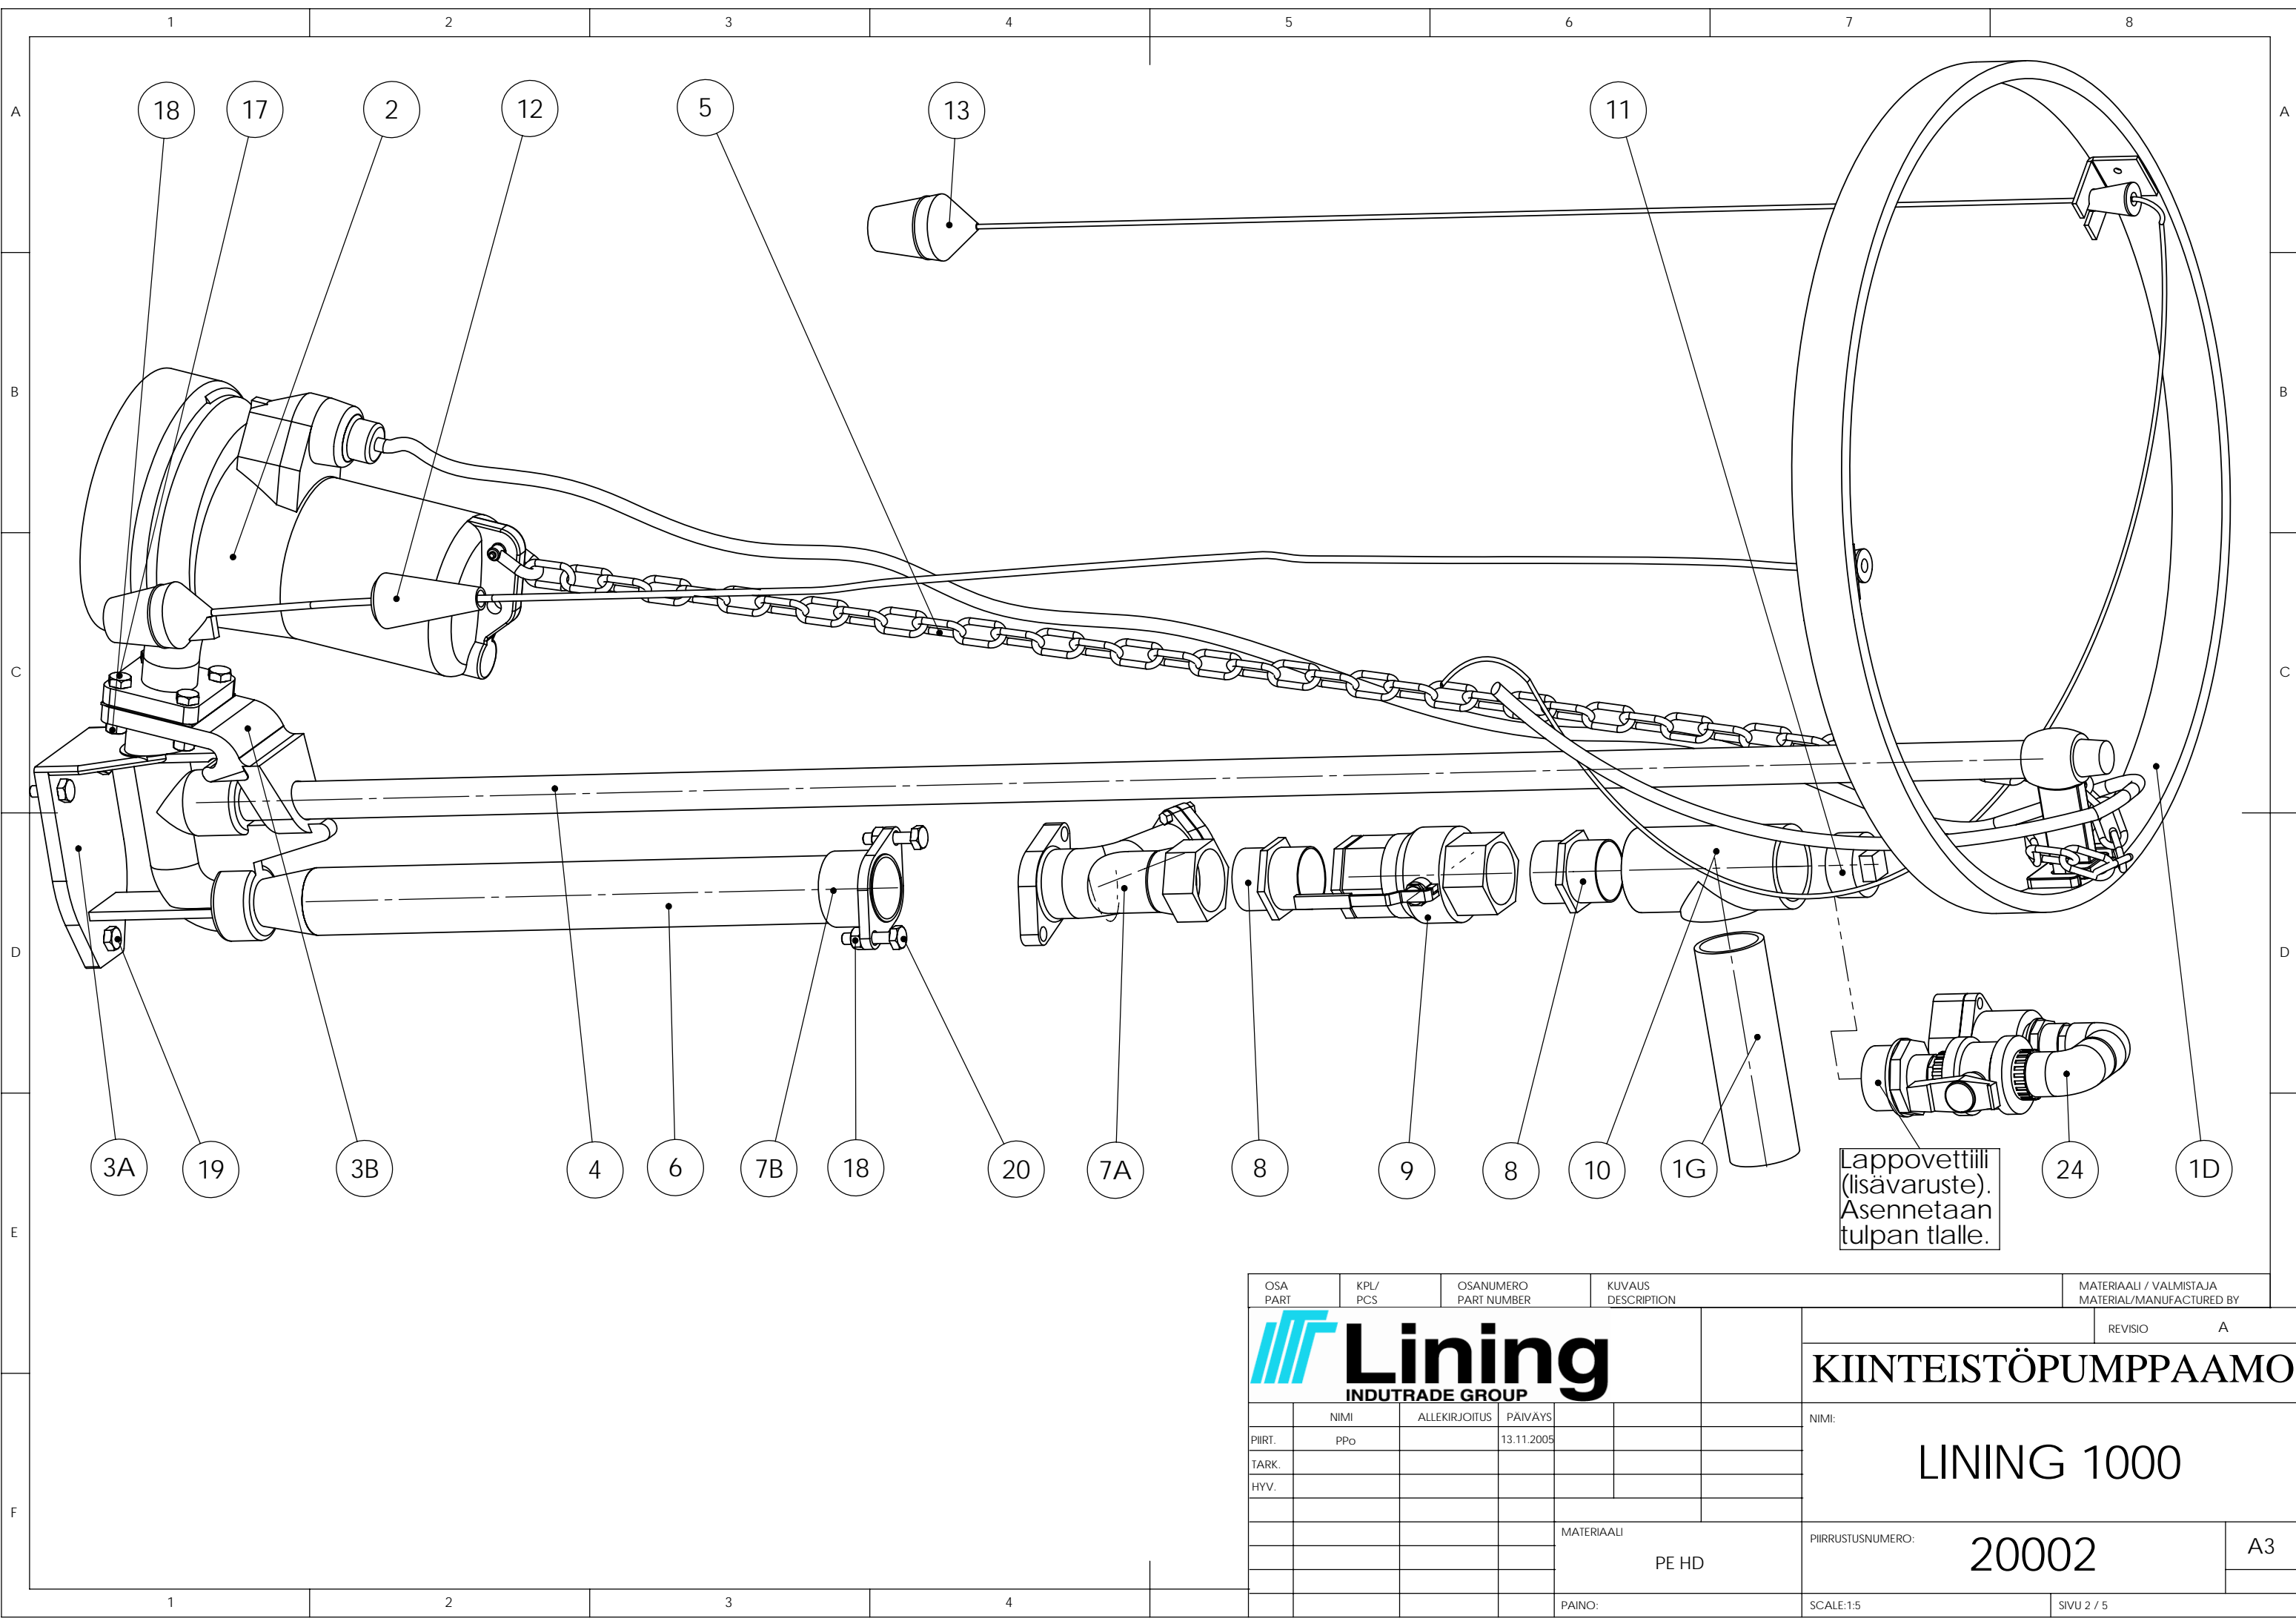 1 2 3 4 5 6 7 8
A A
18 17 2 12 5 13 11
B B
C C
D D
3A 19 3B 4 6 7B 18 20 7A 8 9 8 10 1G 24 1D
Lappovettiili
(lisävaruste).
Asennetaan
tulpan tlalle.
E E
OSA KPL/ OSANUMERO KUVAUS MATERIAALI / VALMISTAJA
PART PCS PART NUMBER DESCRIPTION MATERIAL/MANUFACTURED BY
Lining
INDUTRADE GROUP
REVISIO A
KIINTEISTÖPUMPPAAMO
NIMI ALLEKIRJOITUS PÄIVÄYS
PIIRT. PPo 13.11.2005
TARK.
HYV.
NIMI:
LINING 1000
F
MATERIAALI
PE HD
PIIRRUSTUSNUMERO:
20002
A3
PAINO:
SCALE:1:5
SIVU 2 / 5
1 2 3 4